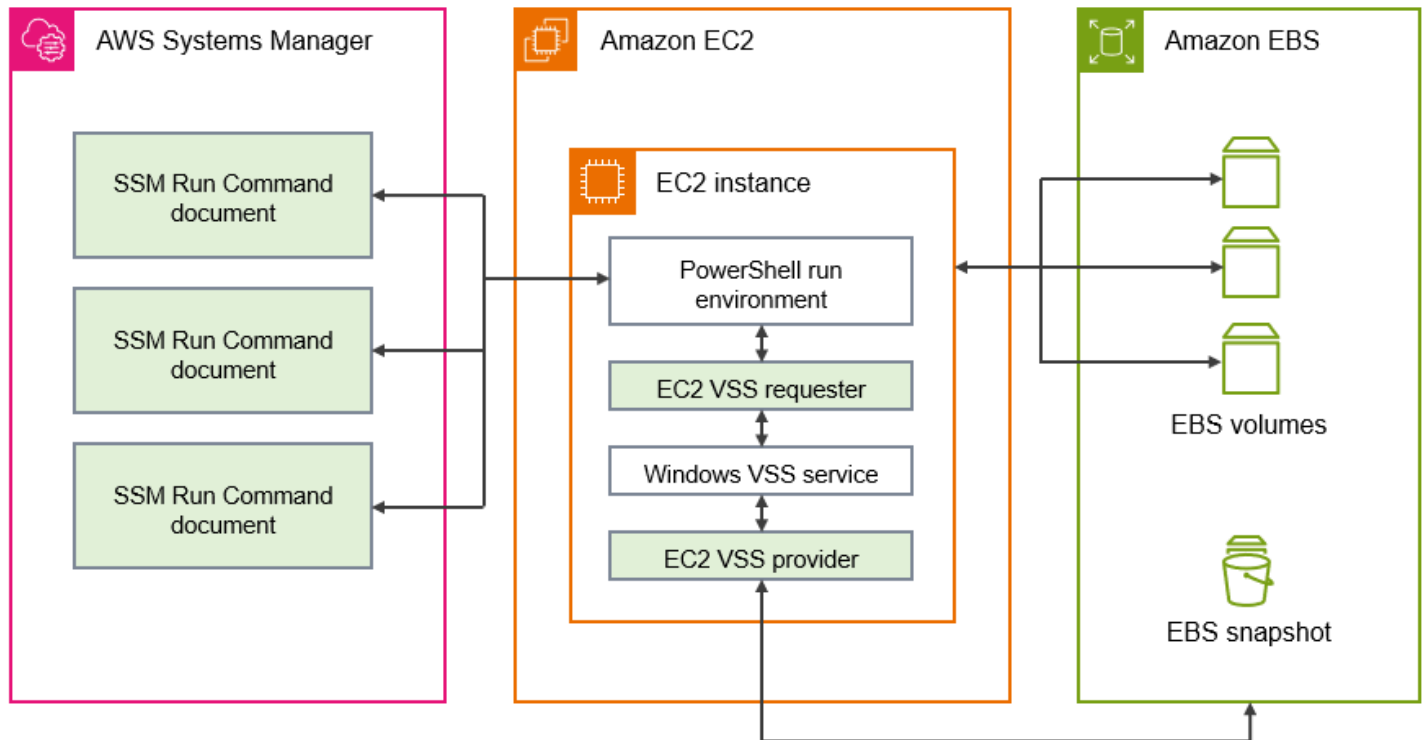 AWS Systems Manager
SSM Run Command
document
SSM Run Command
document
SSM Run Command
document
Amazon EC2
EC2 instance
PowerShell run
environment
EC2 VSS requester
Windows VSS service
EC2 VSS provider
Amazon EBS
EBS volumes
EBS snapshot